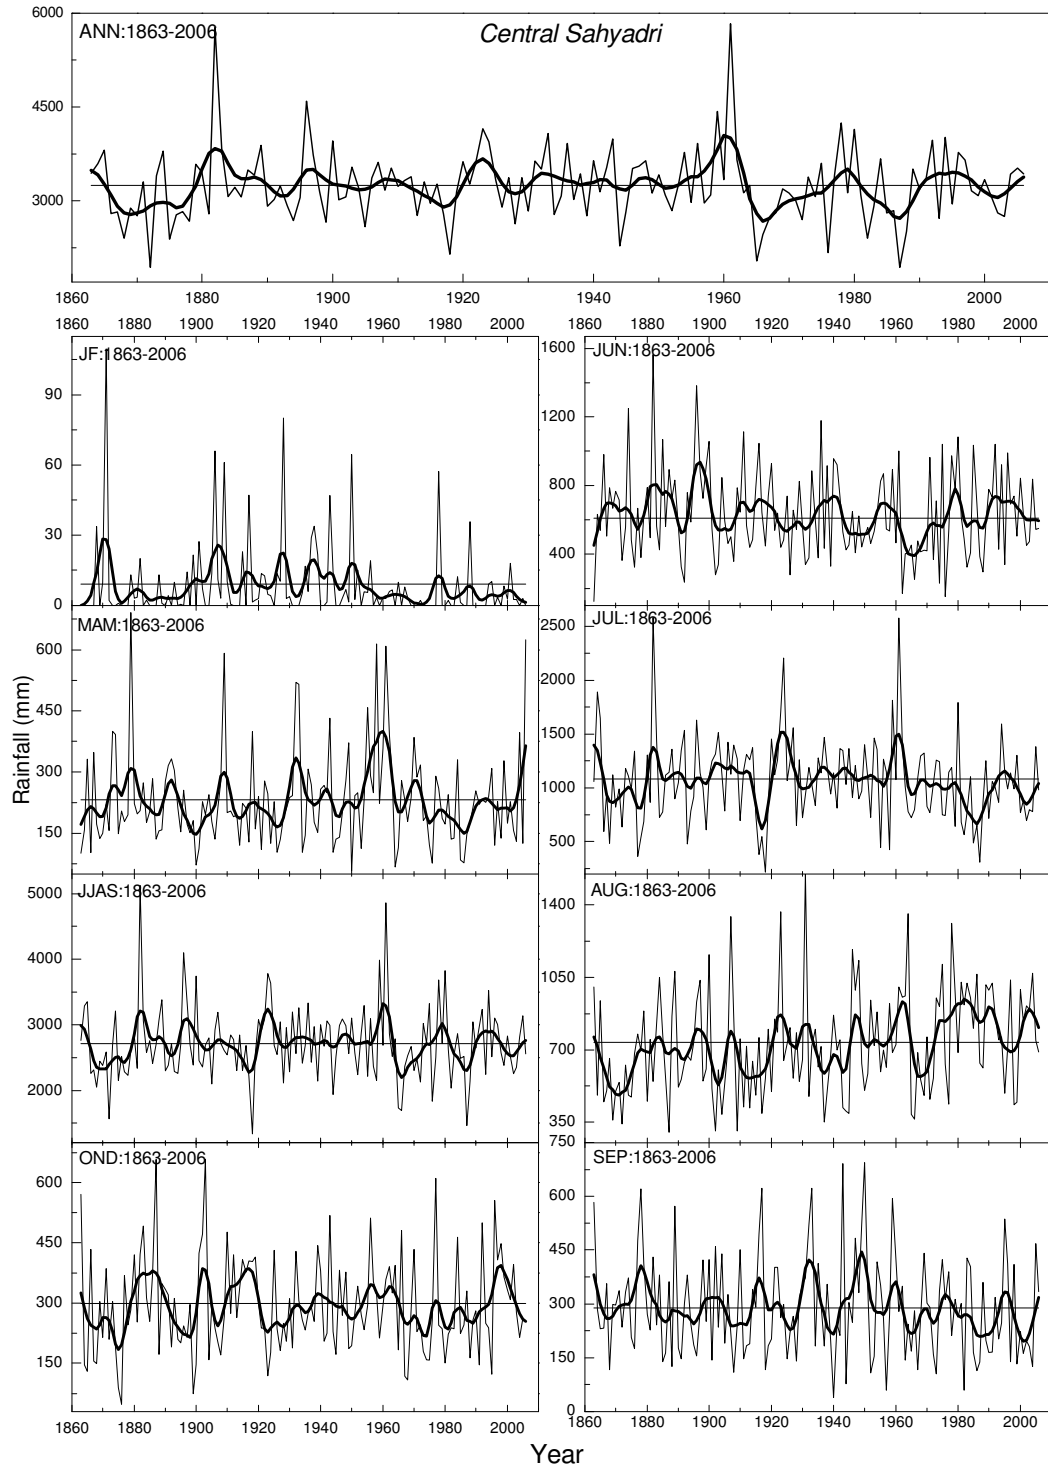 6000
ANN:1863-2006
Central Sahyadri
4500
3000
1860 1880 1900 1920 1940 1960 1980 2000
1860 1880 1900 1920 1940 1960 1980 2000
1860 1880 1900 1920 1940 1960 1980 2000
JF:1863-2006
90
60
30
0
JUN:1863-2006
1600
1200
800
400
MAM:1863-2006
600
450
300
150
JUL:1863-2006
2500
2000
1500
1000
500
Rainfall (mm)
JJAS:1863-2006
5000
4000
3000
2000
AUG:1863-2006
1400
1050
700
350
OND:1863-2006
600
450
300
150
SEP:1863-2006
750
600
450
300
150
0
1860 1880 1900 1920 1940 1960 1980 2000
1860 1880 1900 1920 1940 1960 1980 2000
Year